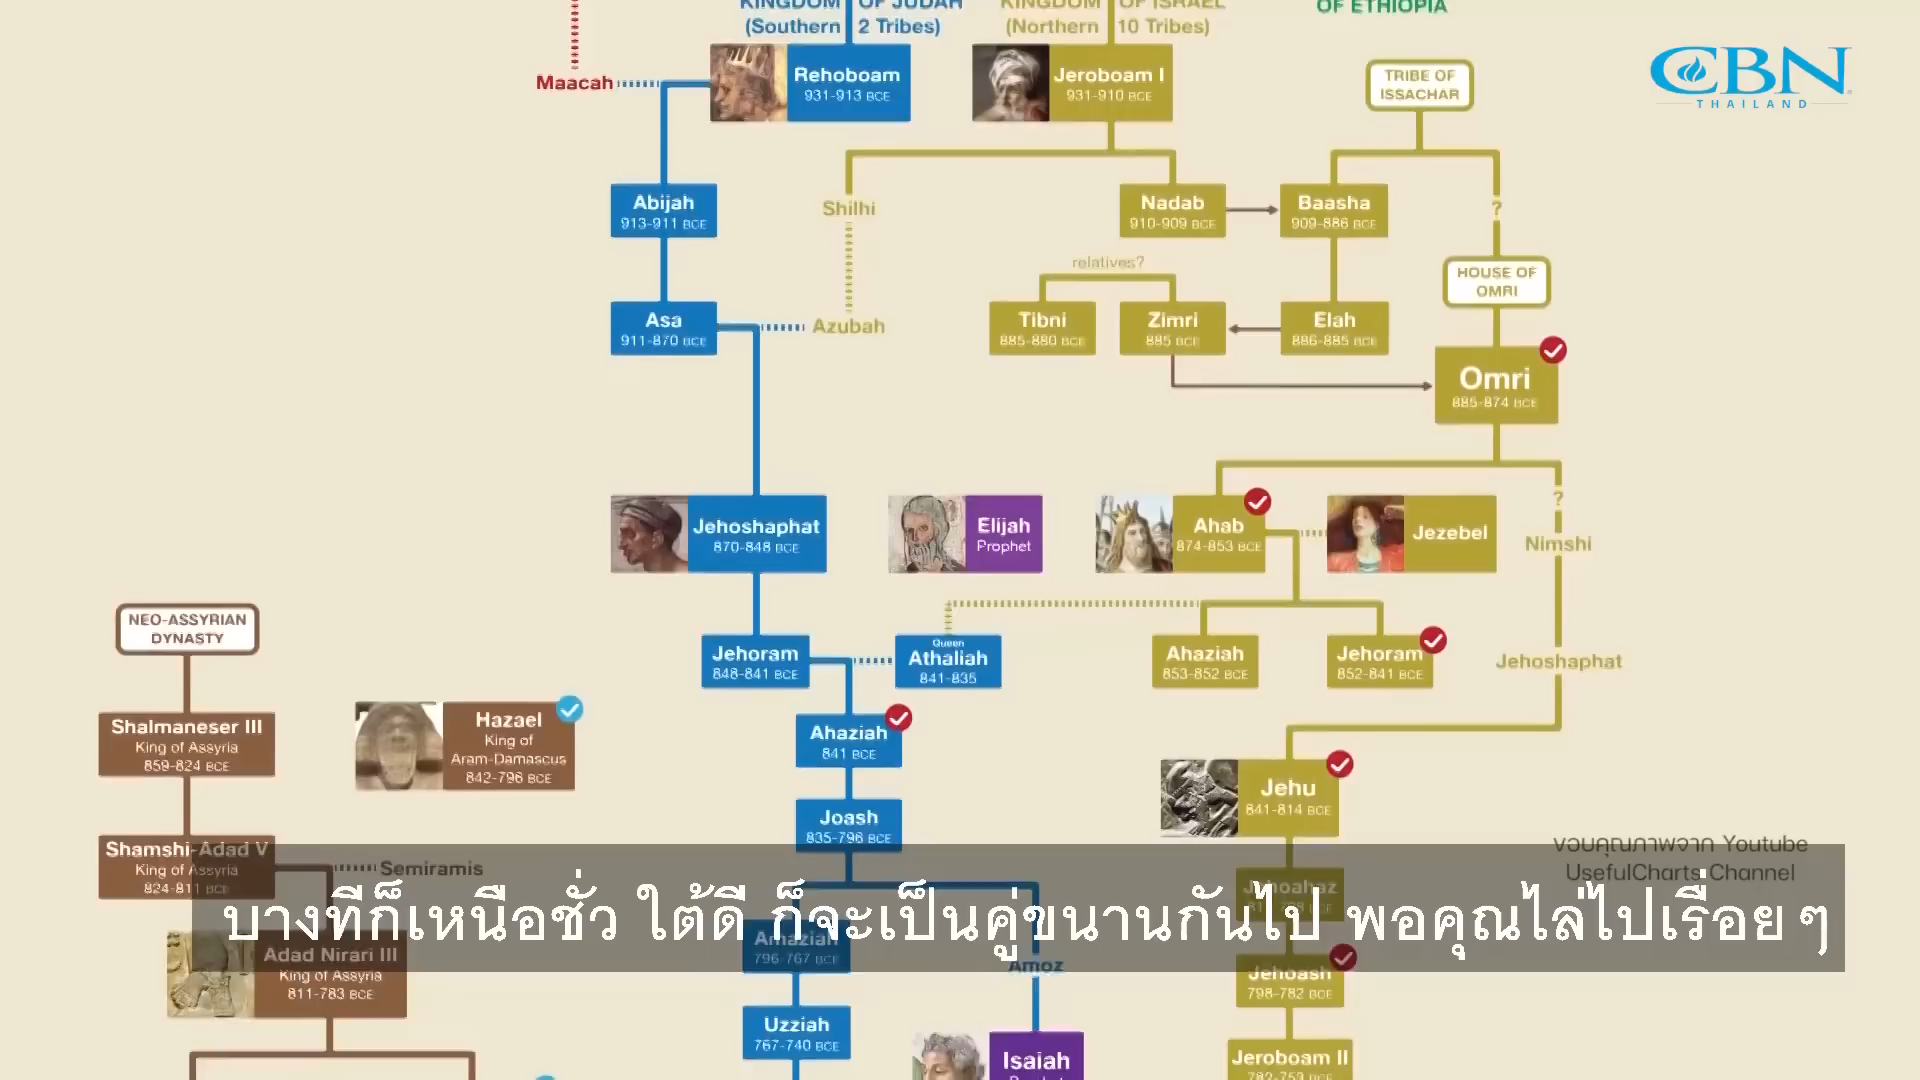 KINGDOM OF JUDAH
(Southern 2 Tribes)
KINGDOM OF ISRAEL
(Northern 10 Tribes)
OF ETHIOPIA
CBN
THAILAND
Maacah
Rehoboam
931-913 BCE
Jeroboam I
931-910 BCE
TRIBE OF
ISSACHAR
Abijah
913-911 BCE
Shilhi
Nadab
910-909 BCE
Baasha
909-886 BCE
?
relatives?
HOUSE OF
OMRI
Asa
911-870 BCE
Azubah
Tibni
885-880 BCE
Zimri
885 BCE
Elah
886-885 BCE
Omri
885-874 BCE
Jehoshaphat
870-848 BCE
Elijah
Prophet
Ahab
874-853 BCE
Jezebel
?
Nimshi
NEO-ASSYRIAN
DYNASTY
Jehoram
848-841 BCE
Queen
Athaliah
841-835
Ahaziah
853-852 BCE
Jehoram
852-841 BCE
Jehoshaphat
Shalmaneser III
King of Assyria
859-824 BCE
Hazael
King of
Aram-Damascus
842-796 BCE
Ahaziah
841 BCE
Jehu
841-814 BCE
Joash
835-796 BCE
Shamshi-Adad V
King of Assyria
824-811 BCE
Semiramis
ขอบคุณภาพจาก Youtube
UsefulCharts Channel
Jehoahaz
บางทีก็เหนือชั่ว ใต้ดี ก็จะเป็นคู่ขนานกันไป พอคุณไล่ไปเรื่อยๆ
Amaziah
796-767 BCE
Amoz
Adad Nirari III
King of Assyria
811-783 BCE
Jehoash
798-782 BCE
Uzziah
767-740 BCE
Isaiah
Jeroboam II
782-753 BCE